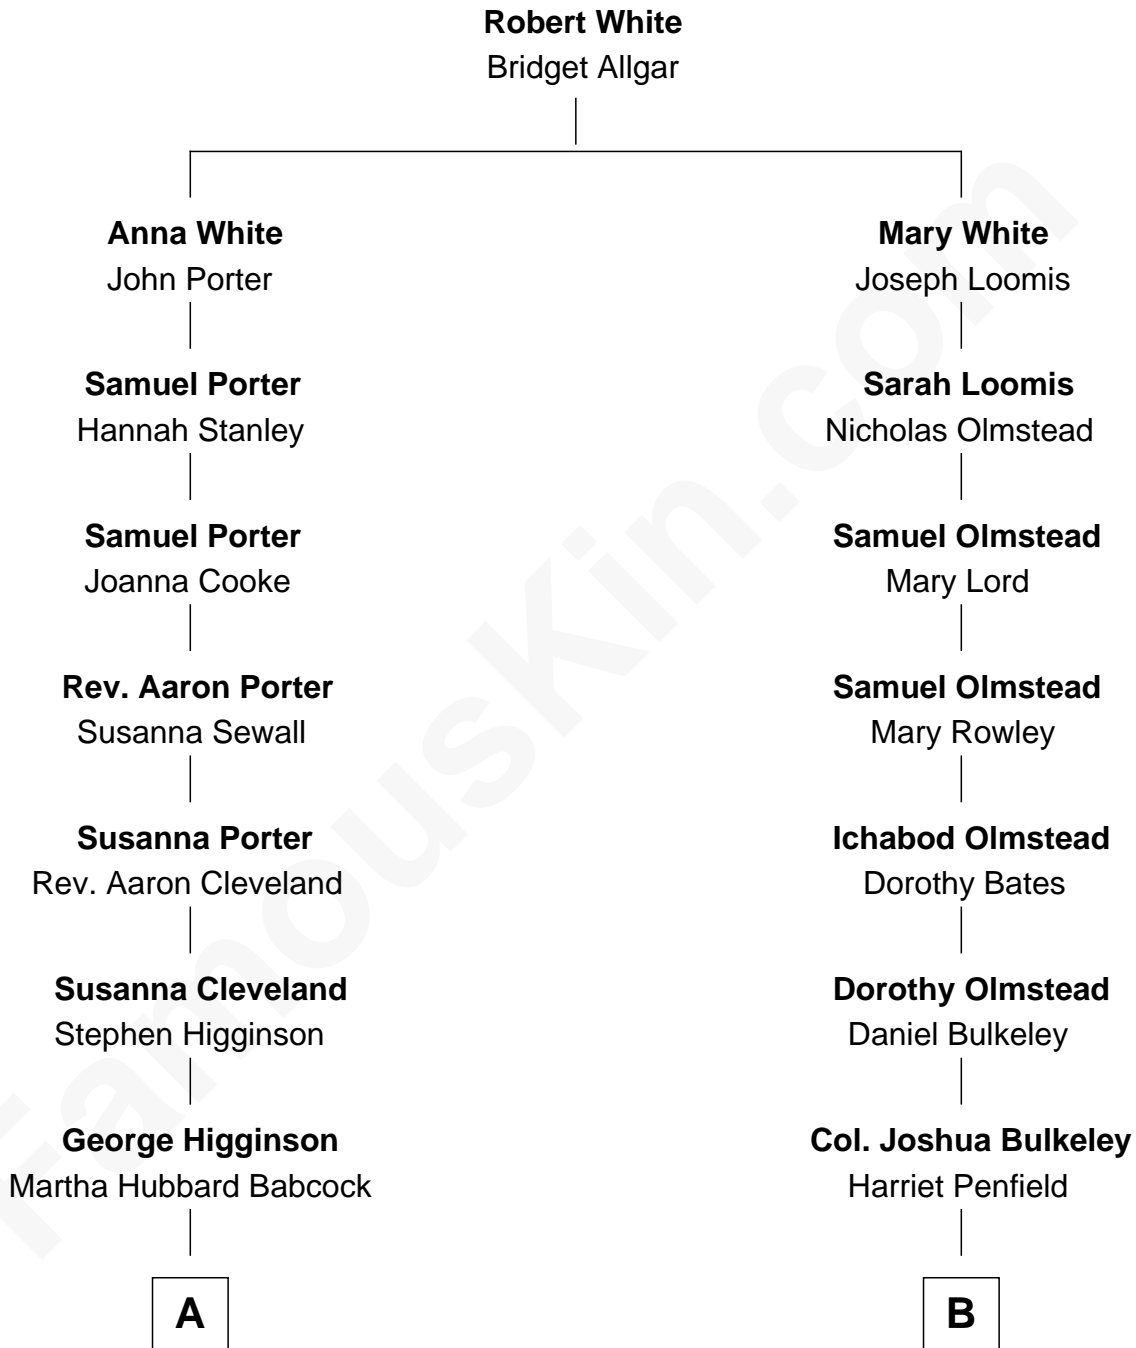 Robert White
Bridget Allgar
Anna White
John Porter
Mary White
Joseph Loomis
Samuel Porter
Hannah Stanley
Sarah Loomis
Nicholas Olmstead
Samuel Porter
Joanna Cooke
Samuel Olmstead
Mary Lord
Rev. Aaron Porter
Susanna Sewall
Samuel Olmstead
Mary Rowley
Susanna Porter
Rev. Aaron Cleveland
Ichabod Olmstead
Dorothy Bates
Susanna Cleveland
Stephen Higginson
Dorothy Olmstead
Daniel Bulkeley
George Higginson
Martha Hubbard Babcock
Col. Joshua Bulkeley
Harriet Penfield
A
B
FamousKin.com